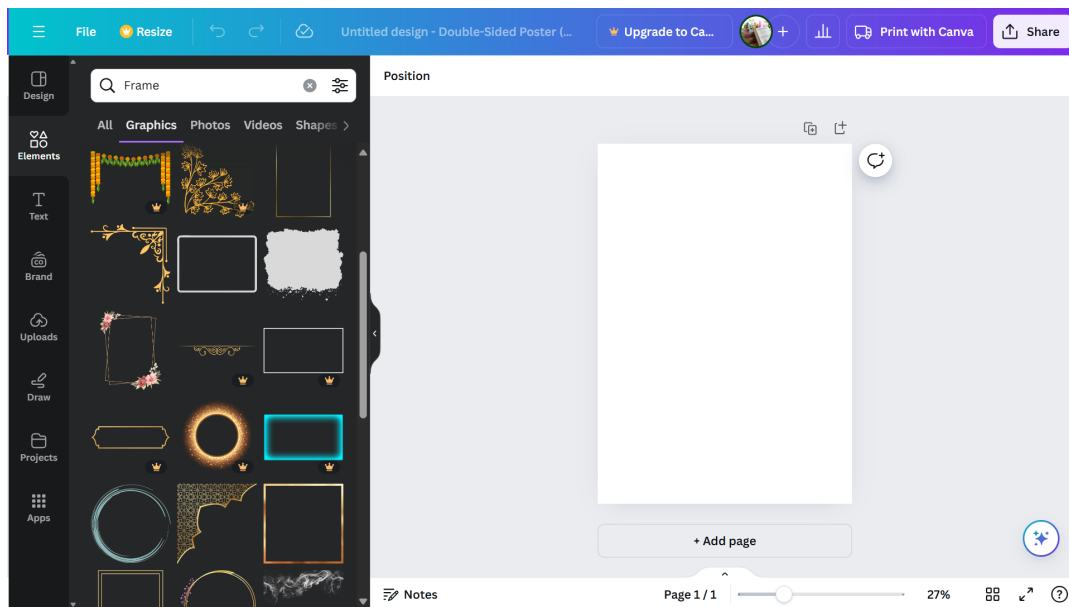 File
Resize
Untitled design - Double-Sided Poster (...
Upgrade to Ca...
+
Print with Canva
Share
Design
Elements
Text
Brand
Uploads
Draw
Projects
Apps
Frame
All Graphics Photos Videos Shapes
Position
+ Add page
Notes
Page 1 / 1
27%
?